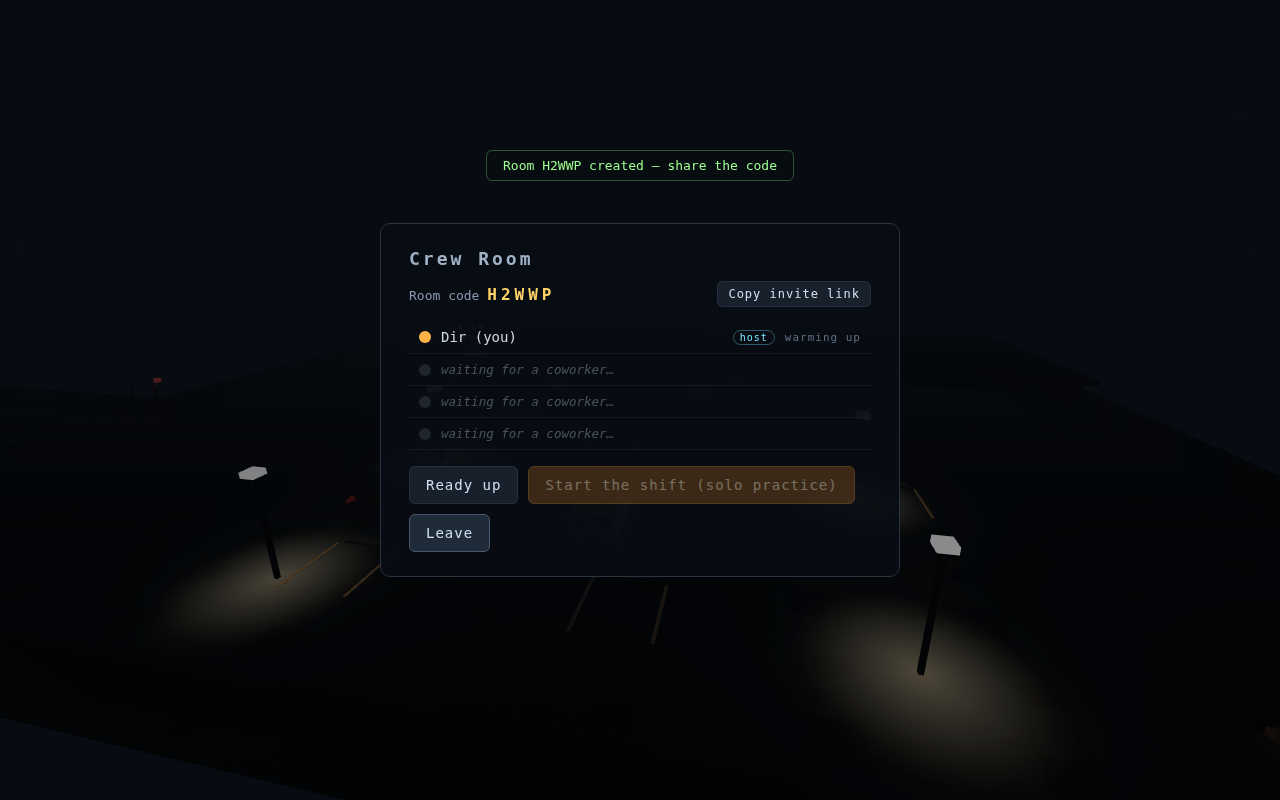 Room H2WWP created — share the code
Crew Room
Room code H2WWP
Copy invite link
Dir (you)
host
warming up
waiting for a coworker…
waiting for a coworker…
waiting for a coworker…
Ready up
Start the shift (solo practice)
Leave